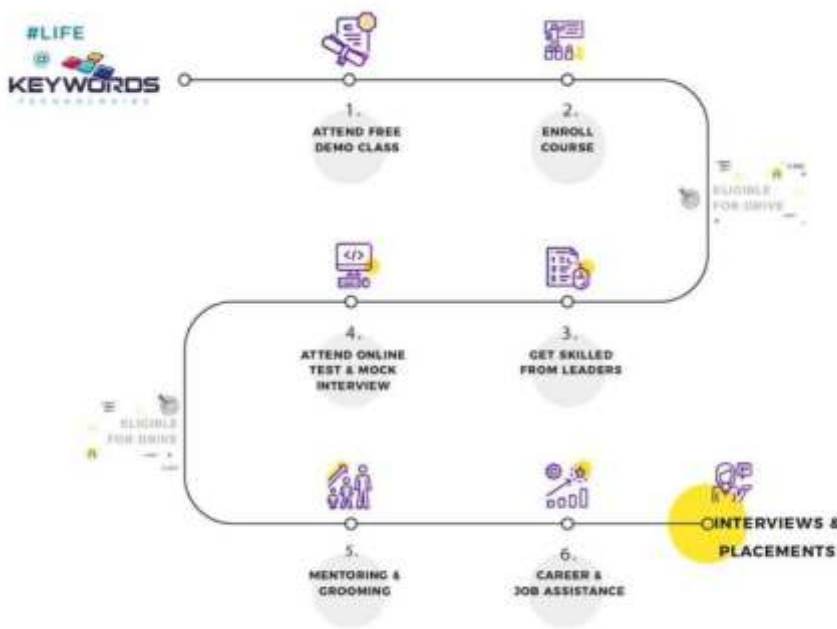 #LIFE
@
KEYWORDS
TECHNOLOGIES
1.
ATTEND FREE
DEMO CLASS
2.
ENROLL
COURSE
ELIGIBLE
FOR DRIVE
4.
ATTEND ONLINE
TEST & MOCK
INTERVIEW
3.
GET SKILLED
FROM LEADERS
ELIGIBLE
FOR DRIVE
5.
MENTORING &
GROOMING
6.
CAREER &
JOB ASSISTANCE
INTERVIEWS &
PLACEMENTS